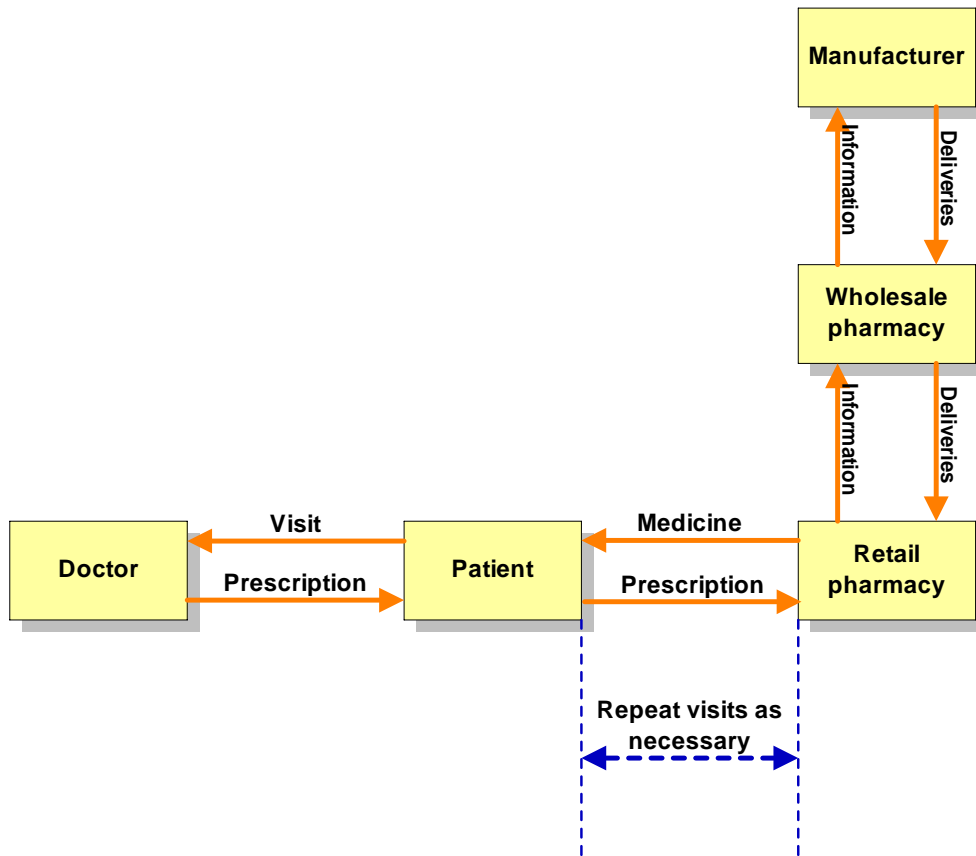 Manufacturer
Information
Deliveries
Wholesale
pharmacy
Information
Deliveries
Doctor
Visit
Prescription
Patient
Medicine
Prescription
Retail
pharmacy
Repeat visits as
necessary